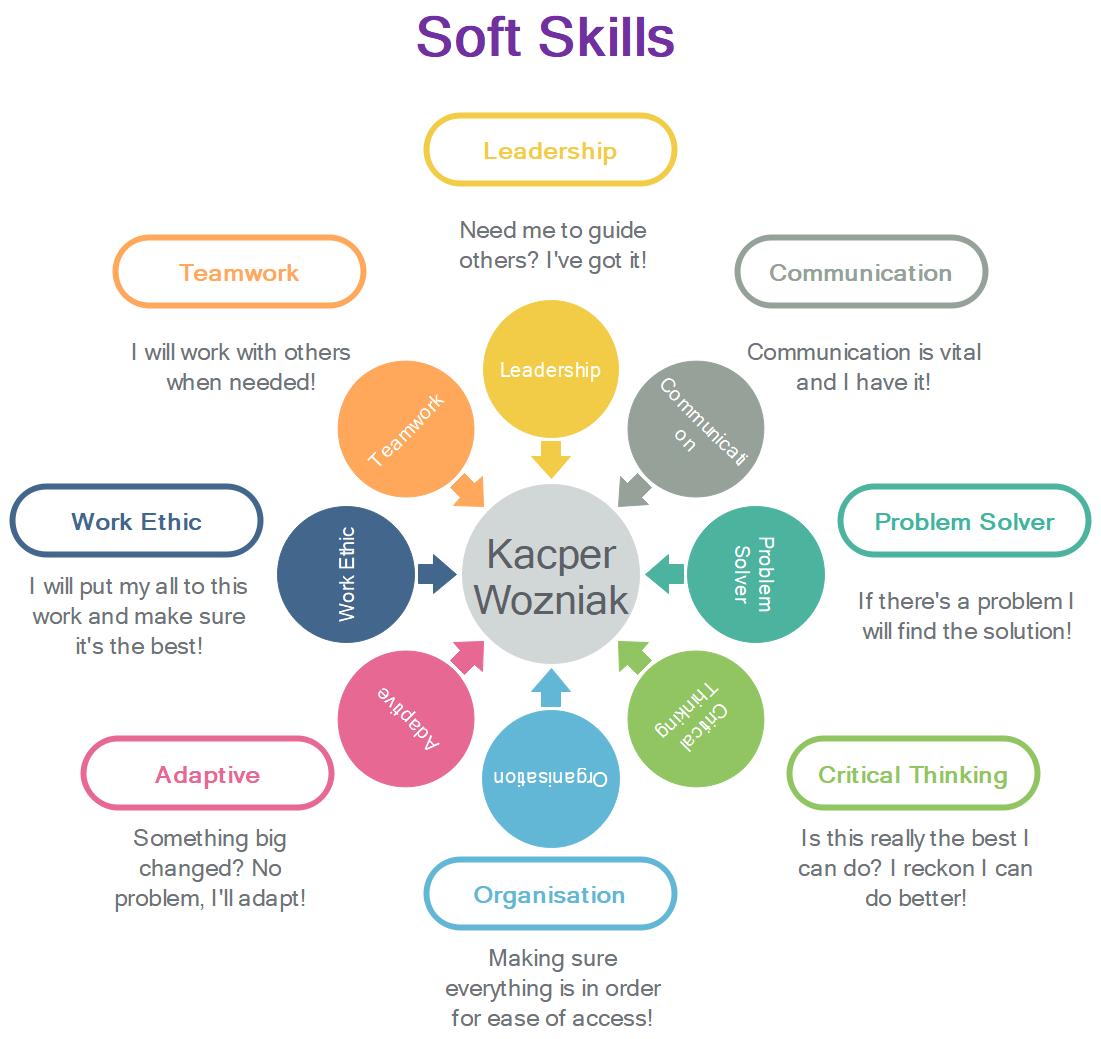 Soft Skills
Leadership
Need me to guide
others? I've got it!
Teamwork
I will work with others
when needed!
Communication
Communication is vital
and I have it!
Leadership
Teamwork
Communicati
on
Work Ethic
I will put my all to this
work and make sure
it's the best!
Work Ethic
Kacper
Wozniak
Problem
Solver
Problem Solver
If there's a problem I
will find the solution!
Adaptive
Organisation
Critical
Thinking
Adaptive
Something big
changed? No
problem, I'll adapt!
Critical Thinking
Is this really the best I
can do? I reckon I can
do better!
Organisation
Making sure
everything is in order
for ease of access!